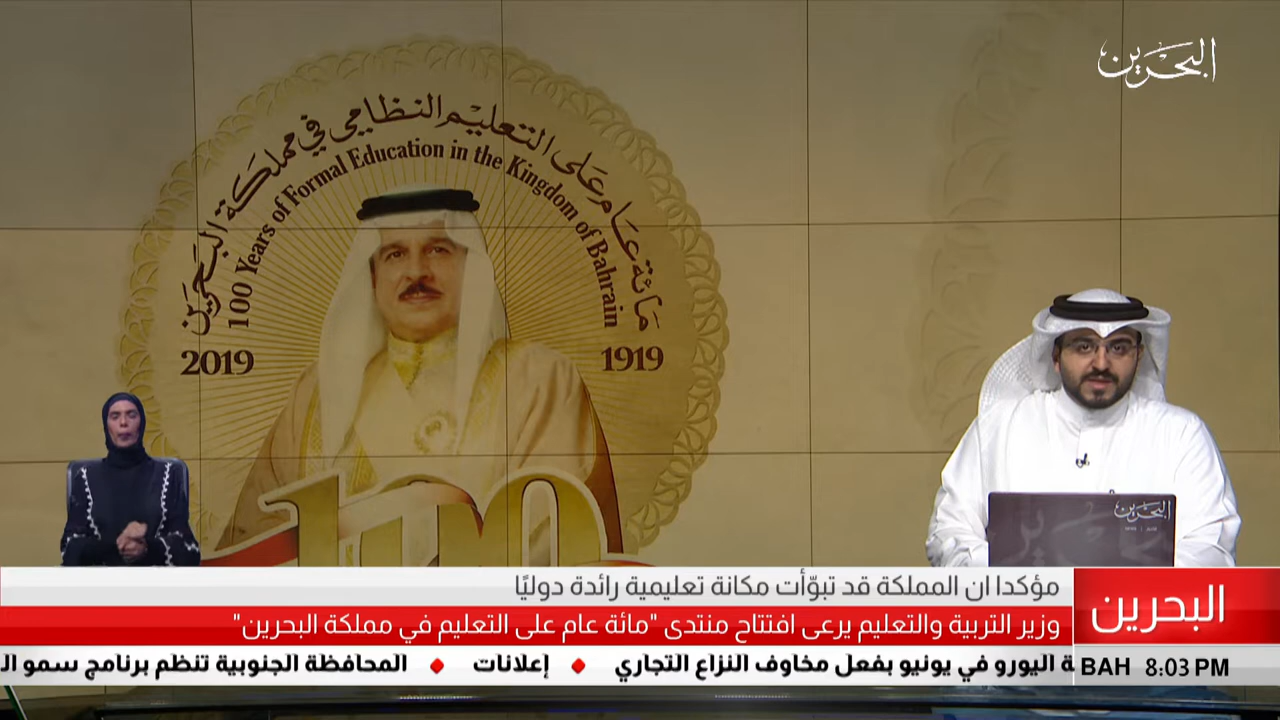 البحرين
مائة عام على التعليم النظامي في مملكة البحرين
100 Years of Formal Education in the Kingdom of Bahrain
2019
1919
100
البحرين
مؤكدا ان المملكة قد تبوّأت مكانة تعليمية رائدة دوليًا
البحرين
وزير التربية والتعليم يرعى افتتاح منتدى "مائة عام على التعليم في مملكة البحرين"
ة اليورو في يونيو بفعل مخاوف النزاع التجاري ♦ إعلانات ♦ المحافظة الجنوبية تنظم برنامج سمو
BAH 8:03 PM